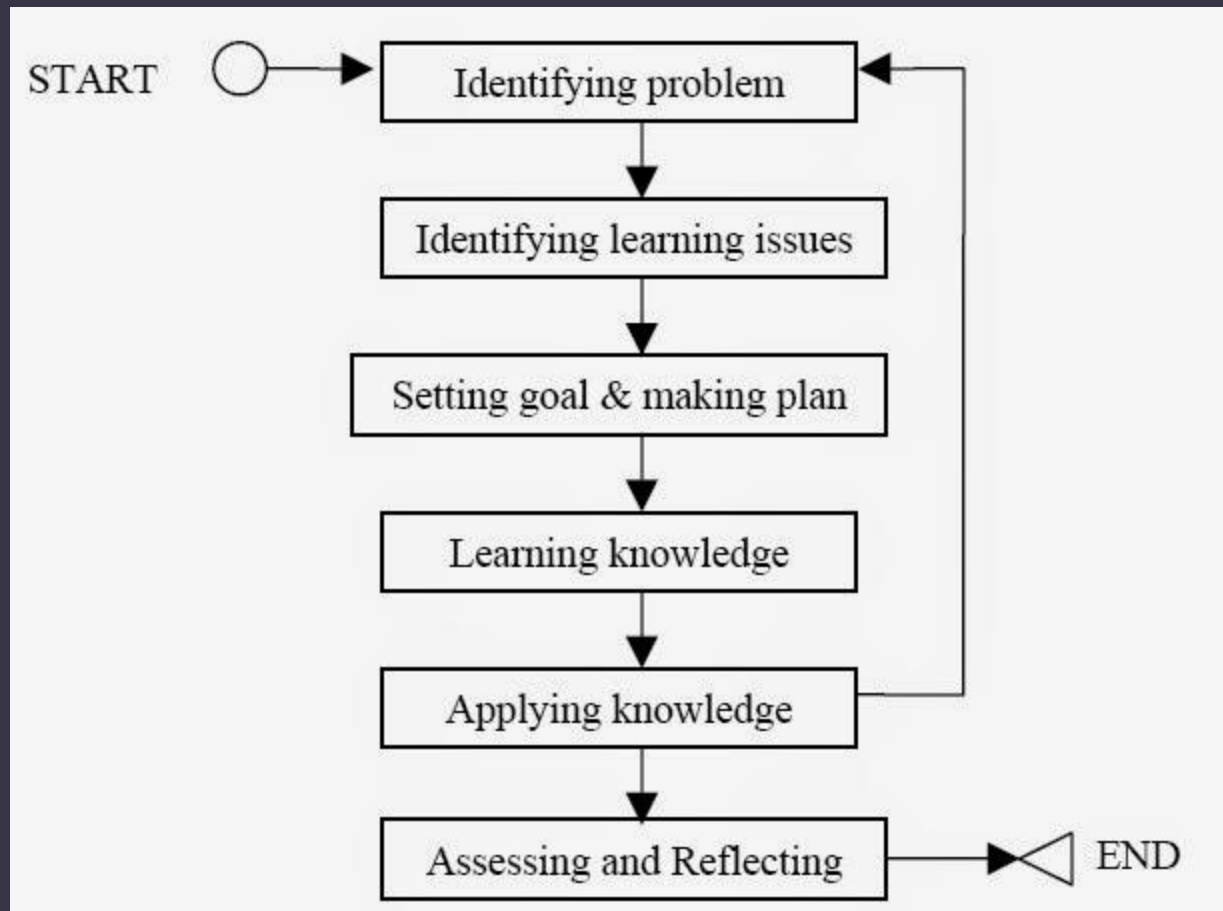 START
Identifying problem
Identifying learning issues
Setting goal & making plan
Learning knowledge
Applying knowledge
Assessing and Reflecting
END